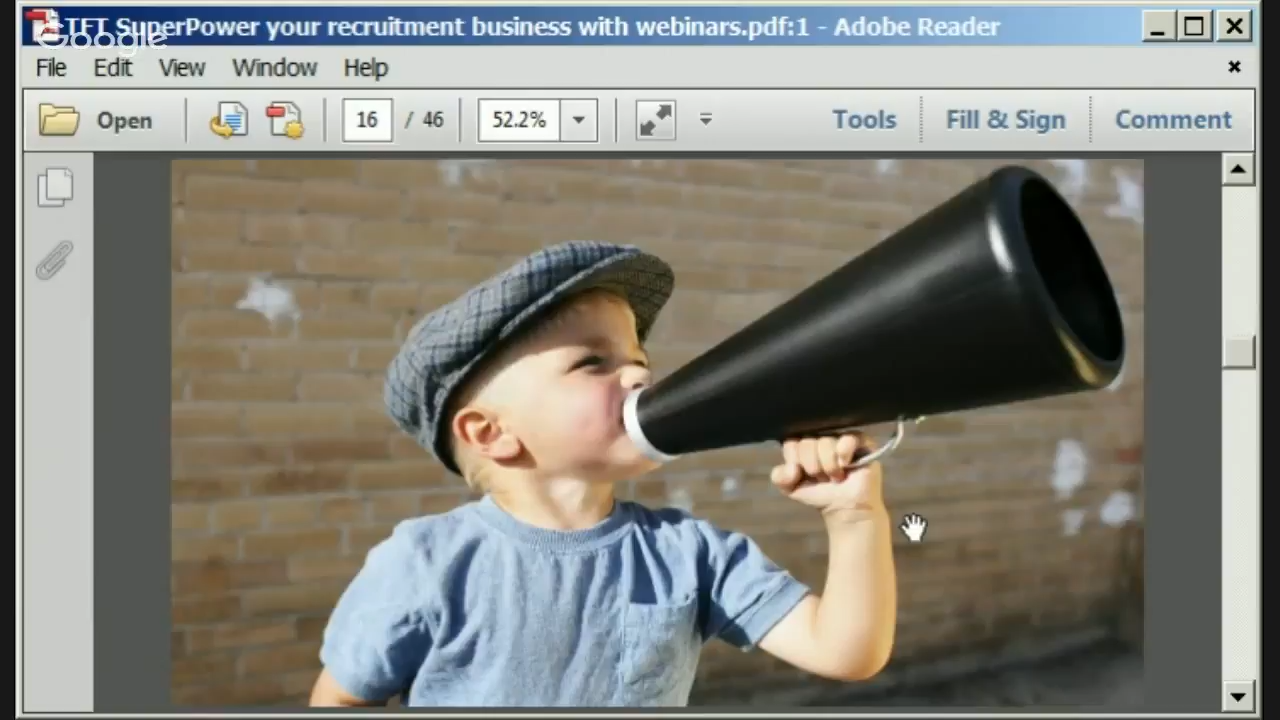 TFT SuperPower your recruitment business with webinars.pdf:1 - Adobe Reader
Google
File Edit View Window Help
Open 16 / 46 52.2% Tools Fill & Sign Comment